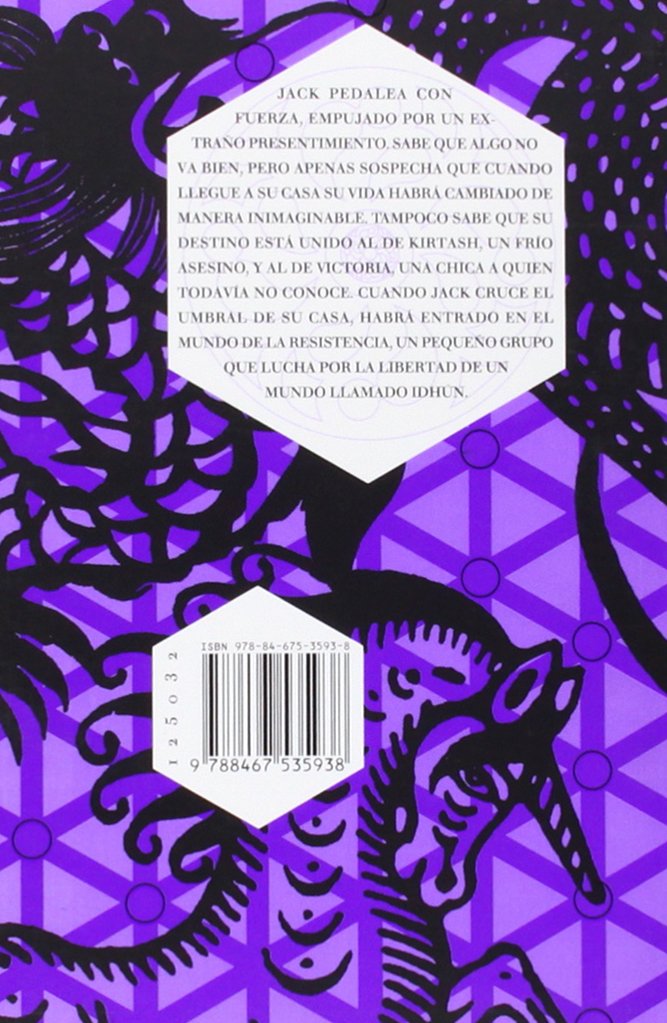 JACK PEDALEA CON
FUERZA, EMPUJADO POR UN EX-
TRAÑO PRESENTIMIENTO. SABE QUE ALGO NO
VA BIEN, PERO APENAS SOSPECHA QUE CUANDO
LLEGUE A SU CASA SU VIDA HABRÁ CAMBIADO DE
MANERA INIMAGINABLE. TAMPOCO SABE QUE SU
DESTINO ESTÁ UNIDO AL DE KIRTASH, UN FRÍO
ASESINO, Y AL DE VICTORIA, UNA CHICA A QUIEN
TODAVÍA NO CONOCE. CUANDO JACK CRUCE EL
UMBRAL DE SU CASA, HABRÁ ENTRADO EN EL
MUNDO DE LA RESISTENCIA, UN PEQUEÑO GRUPO
QUE LUCHA POR LA LIBERTAD DE UN
MUNDO LLAMADO IDHÚN.
ISBN 978-84-675-3593-8
125032
9 788467 535938